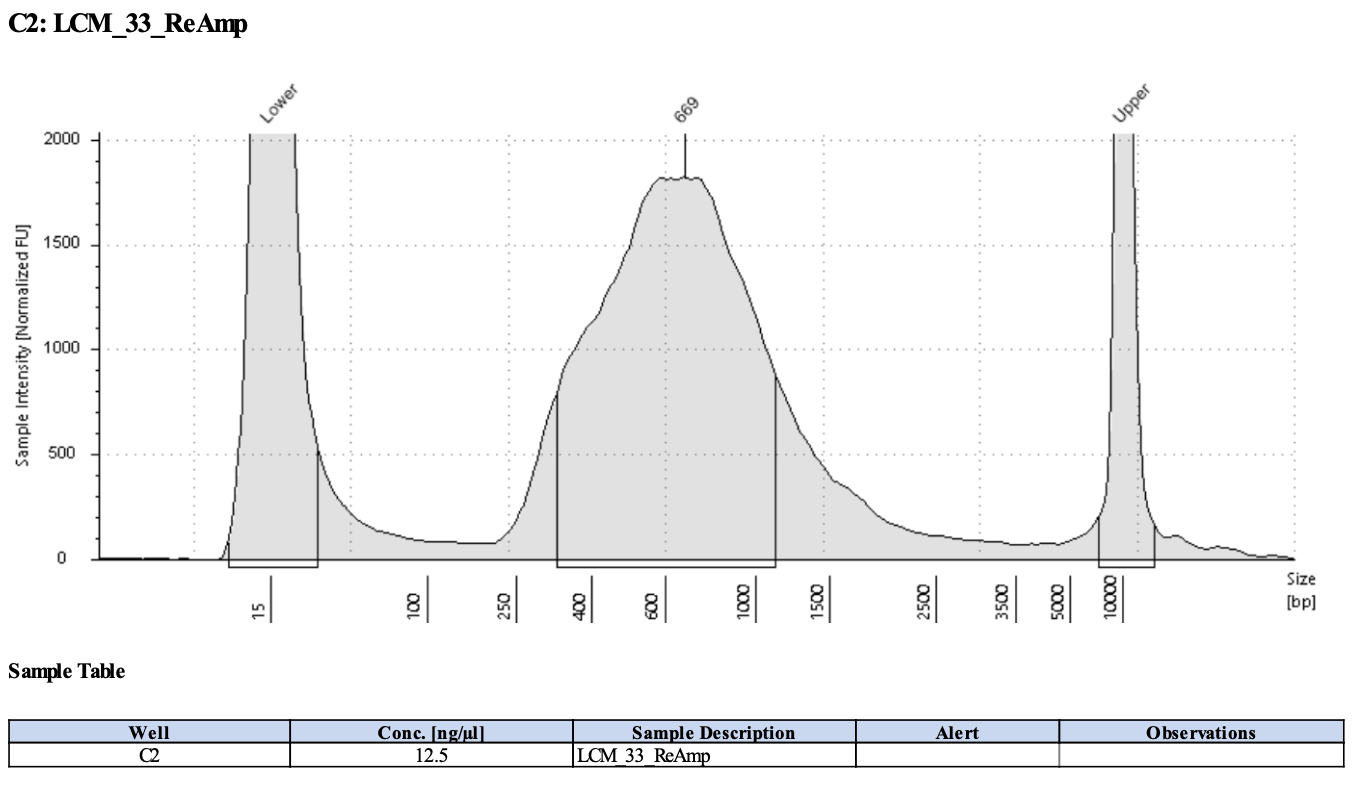 C2: LCM_33_ReAmp
Lower
669
Upper
2000
1500
1000
500
0
Sample Intensity [Normalized FU]
15
100
250
400
600
1000
1500
2500
3500
5000
10000
Size
[bp]
Sample Table
Well Conc. [ng/µl] Sample Description Alert Observations
C2 12.5 LCM_33_ReAmp